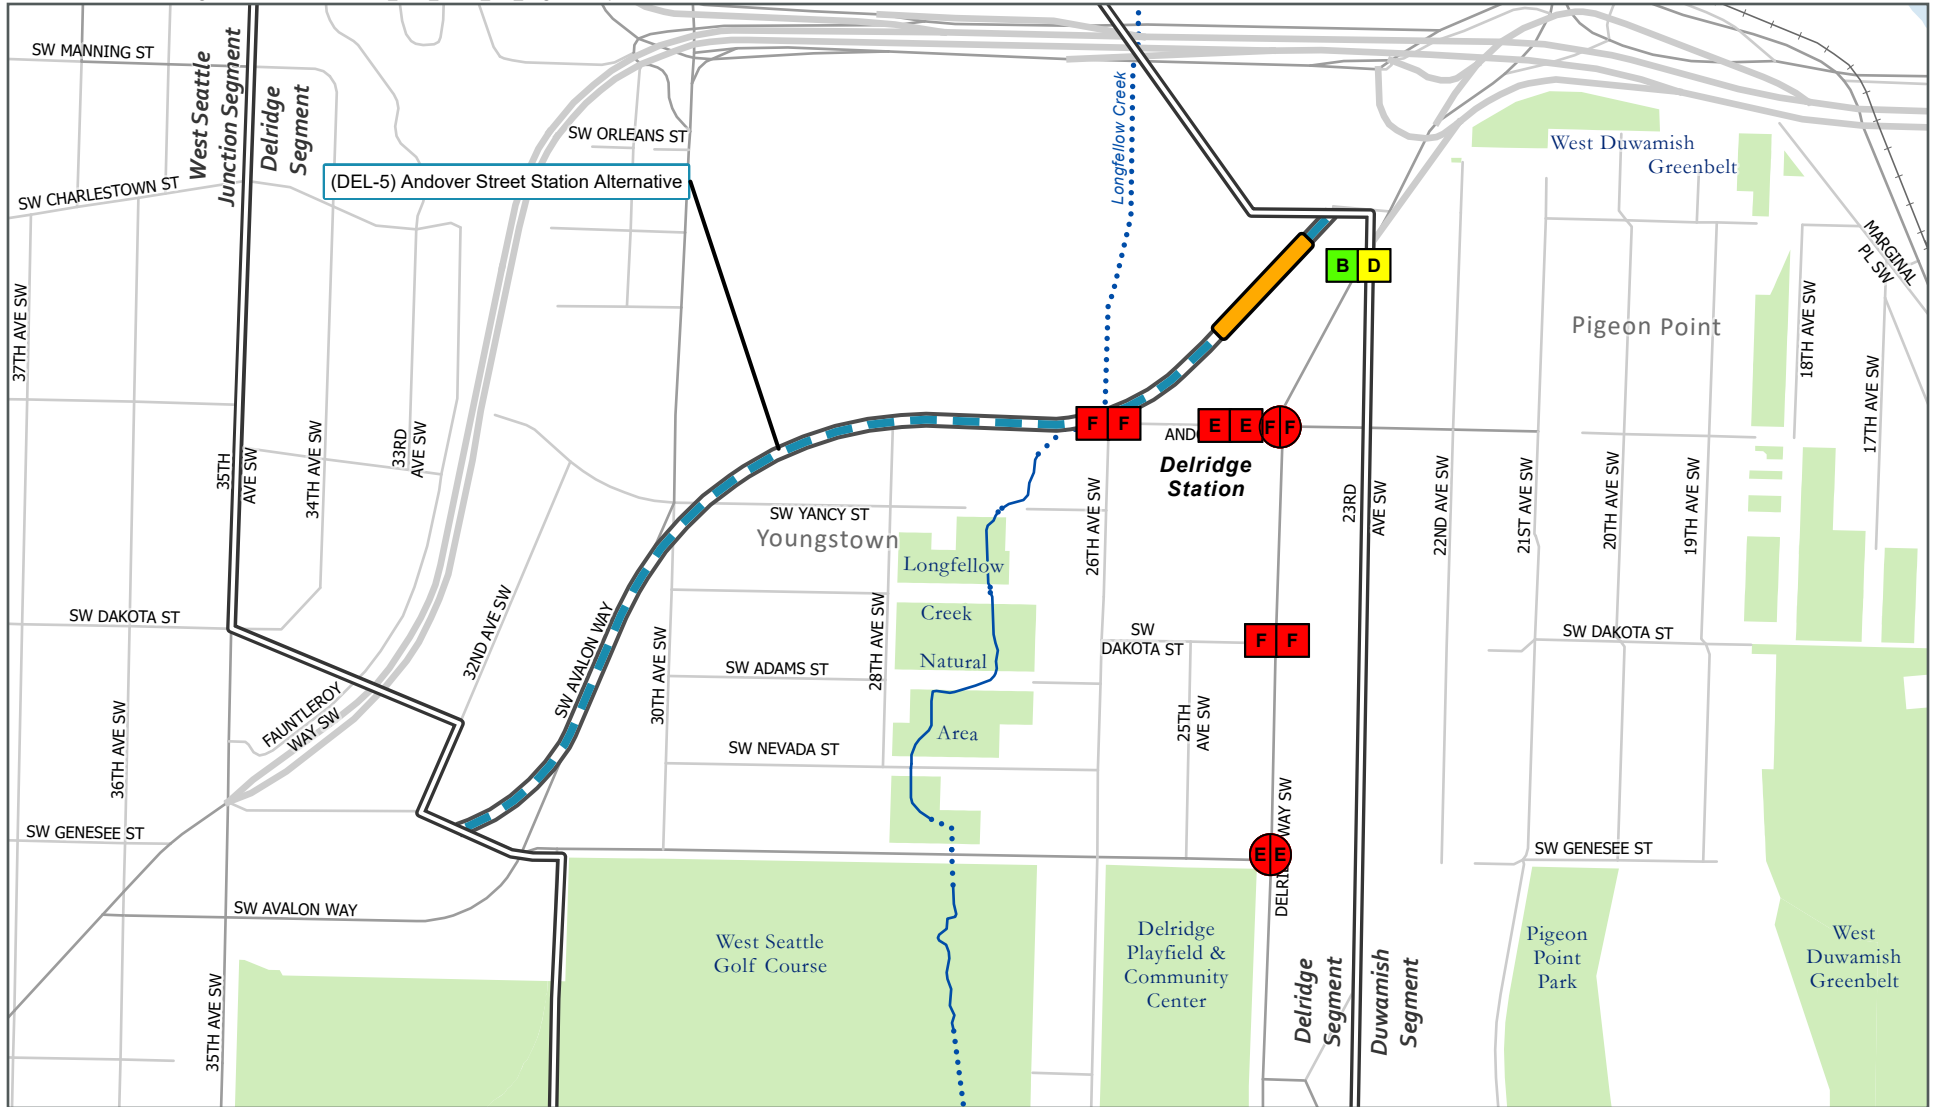 SW MANNING ST
West Seattle
Junction Segment
Delridge
Segment
SW ORLEANS ST
Longfellow Creek
West Duwamish
Greenbelt
(DEL-5) Andover Street Station Alternative
SW CHARLESTOWN ST
MARGINAL
PL SW
B D
37TH AVE SW
Pigeon Point
18TH AVE SW
17TH AVE SW
F F
E E
F F
Delridge
Station
35TH
AVE SW
34TH AVE SW
33RD
AVE SW
26TH AVE SW
23RD
AVE SW
22ND AVE SW
21ST AVE SW
20TH AVE SW
19TH AVE SW
SW YANCY ST
Youngstown
Longfellow
Creek
Natural
Area
SW DAKOTA ST
32ND AVE SW
SW AVALON WAY
30TH AVE SW
28TH AVE SW
SW ADAMS ST
SW
DAKOTA ST
F F
SW DAKOTA ST
FAUNTLEROY
WAY SW
36TH AVE SW
25TH
AVE SW
SW NEVADA ST
SW GENESEE ST
E E
WAY SW
SW GENESEE ST
SW AVALON WAY
West Seattle
Golf Course
Delridge
Playfield &
Community
Center
Pigeon
Point
Park
West
Duwamish
Greenbelt
35TH AVE SW
Delridge
Segment
Duwamish
Segment